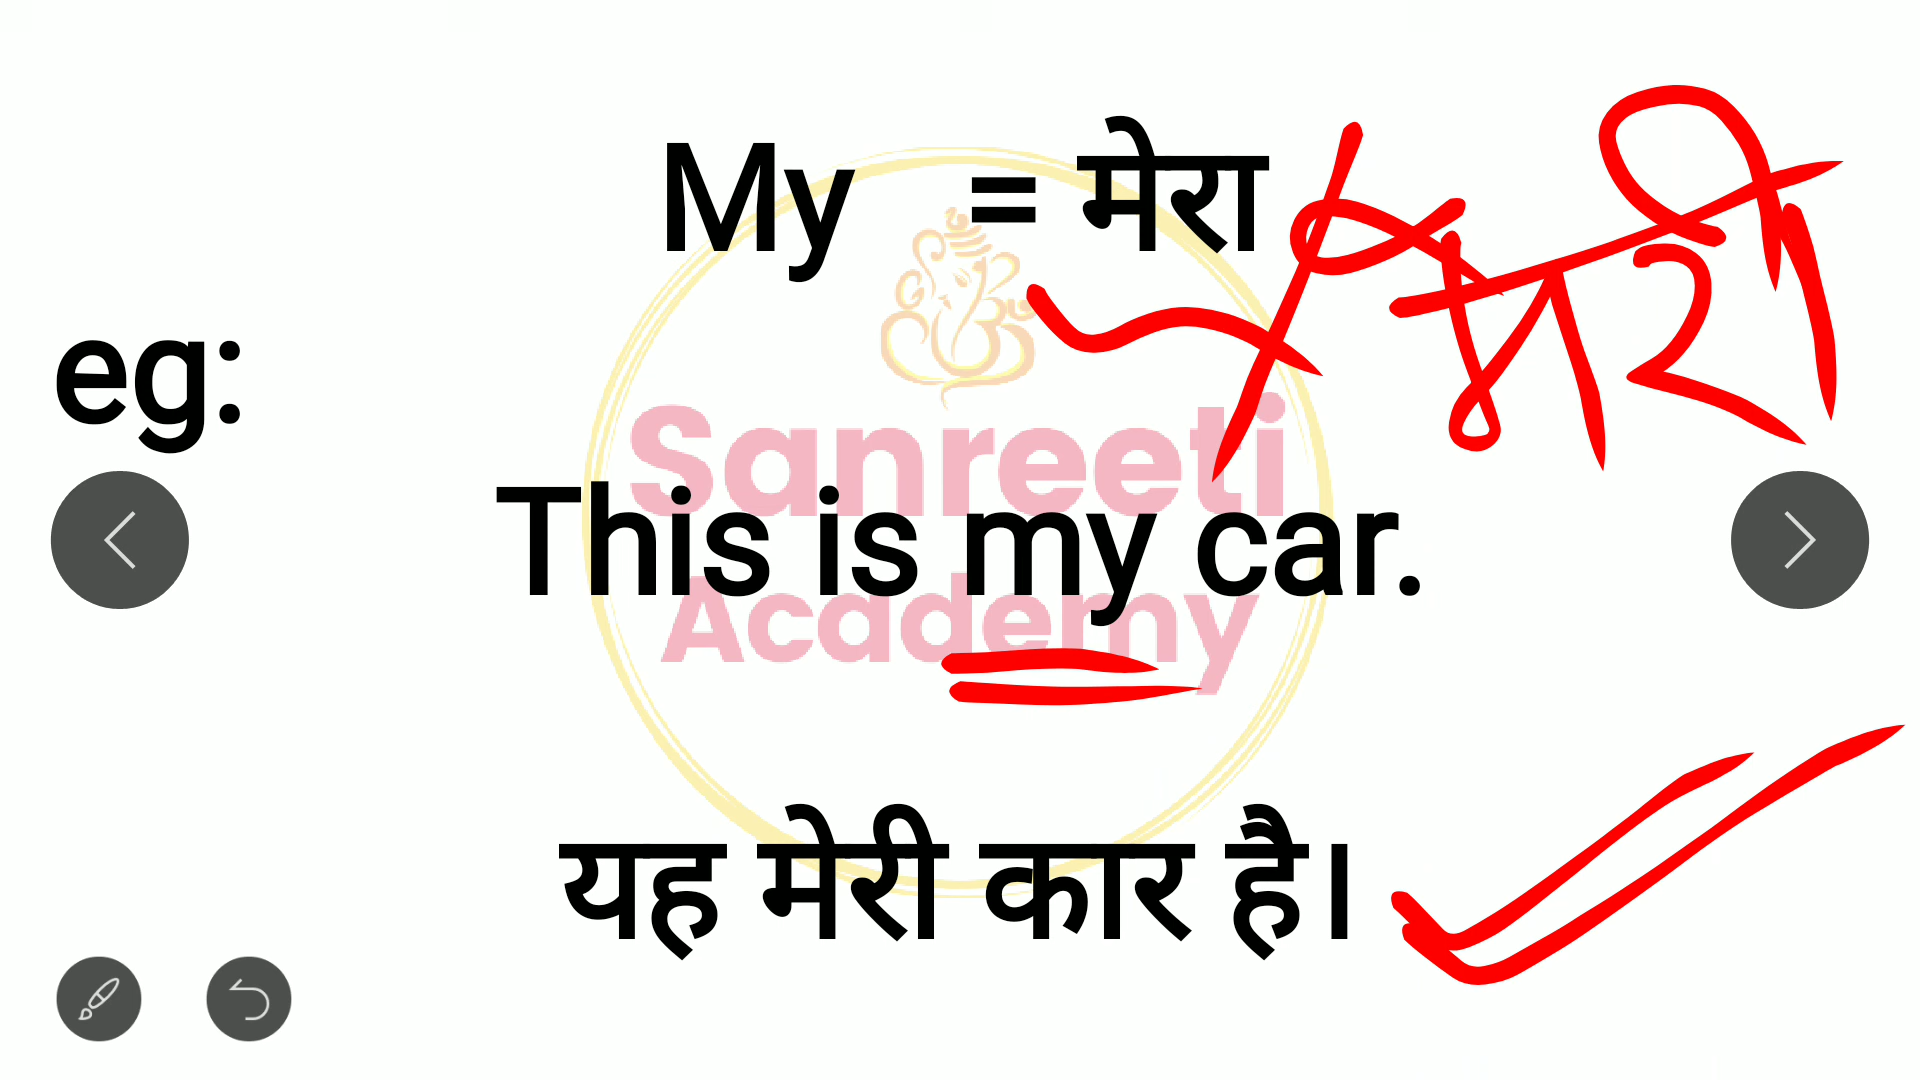 My = मेरा / मेरी
eg:
Sanreeti
This is my car.
Academy
यह मेरी कार है।